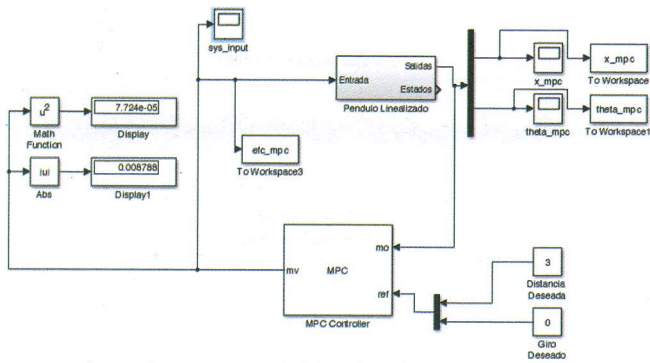 sys_input
Entrada
Salidas
Estados
Pendulo Linealizado
x_mpc
x_mpc
To Workspace
theta_mpc
theta_mpc
To Workspace1
u²
Math
Function
7.724e-05
Display
|u|
Abs
0.008788
Display1
efc_mpc
To Workspace3
mv
MPC
mo
ref
MPC Controller
3
Distancia
Deseada
0
Giro
Deseado